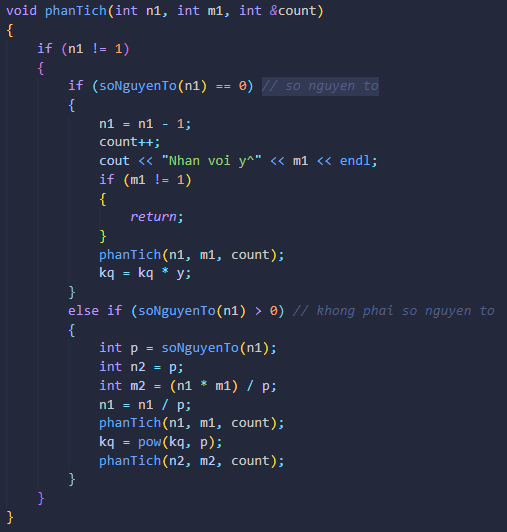 void phanTich(int n1, int m1, int &count)
{
    if (n1 != 1)
    {
        if (soNguyenTo(n1) == 0) // so nguyen to
        {
            n1 = n1 - 1;
            count++;
            cout << "Nhan voi y^" << m1 << endl;
            if (m1 != 1)
            {
                return;
            }
            phanTich(n1, m1, count);
            kq = kq * y;
        }
        else if (soNguyenTo(n1) > 0) // khong phai so nguyen to
        {
            int p = soNguyenTo(n1);
            int n2 = p;
            int m2 = (n1 * m1) / p;
            n1 = n1 / p;
            phanTich(n1, m1, count);
            kq = pow(kq, p);
            phanTich(n2, m2, count);
        }
    }
}